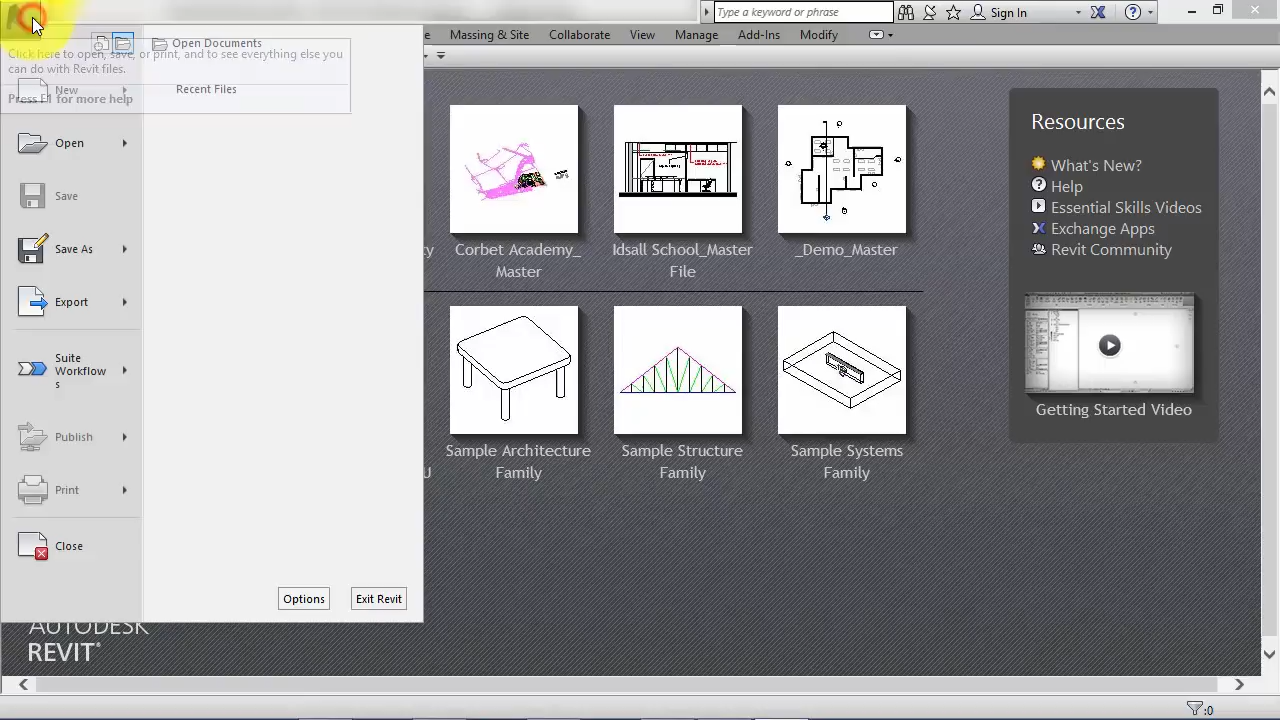 Type a keyword or phrase
Sign In
Massing & Site
Collaborate
View
Manage
Add-Ins
Modify
Open Documents
Click here to open, save, or print, and to see everything else you
can do with Revit files.
New
Recent Files
Press F1 for more help
Open
Save
Save As
Export
Suite
Workflow
s
Publish
Print
Close
Options
Exit Revit
Corbet Academy_
Master
Idsall School_Master
File
_Demo_Master
Sample Architecture
Family
Sample Structure
Family
Sample Systems
Family
Resources
What's New?
Help
Essential Skills Videos
Exchange Apps
Revit Community
Getting Started Video
AUTODESK
REVIT®
:0